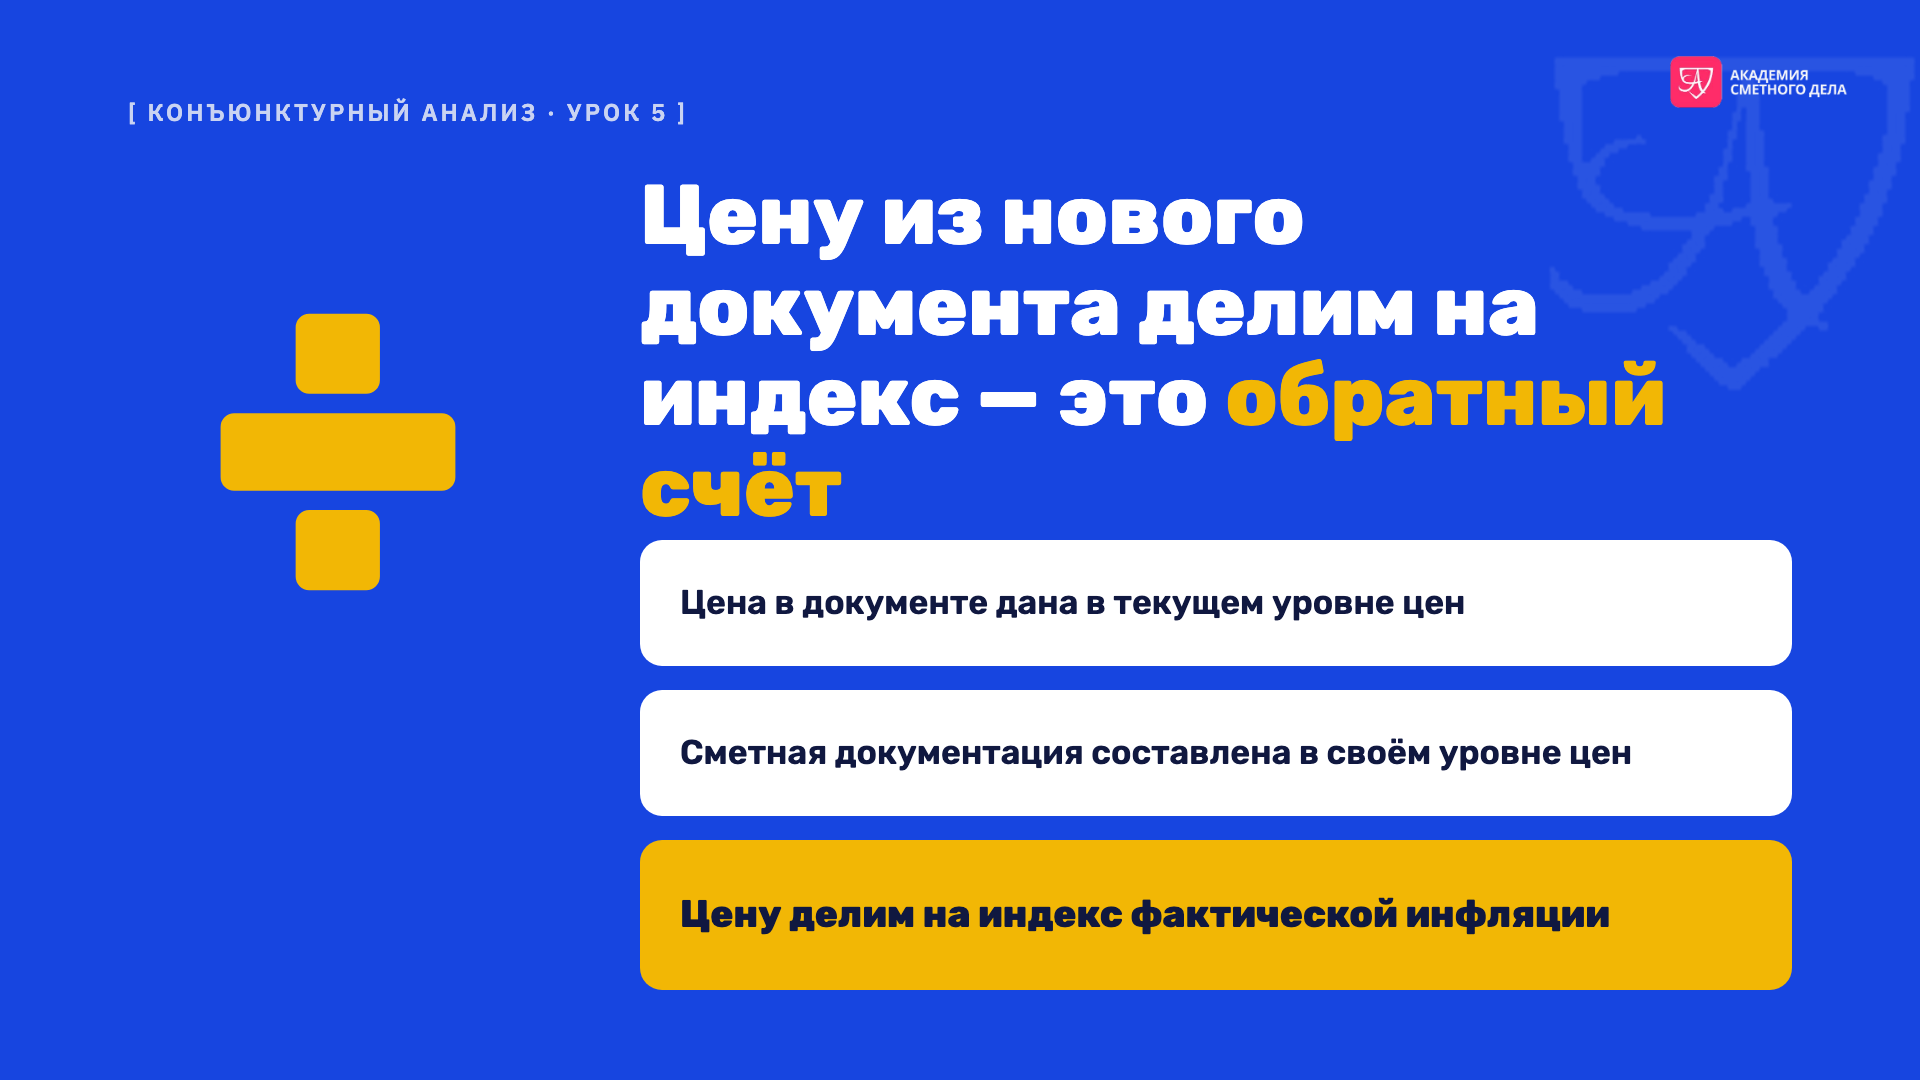 [ КОНЪЮНКТУРНЫЙ АНАЛИЗ · УРОК 5 ]
АКАДЕМИЯ
СМЕТНОГО ДЕЛА
Цену из нового
документа делим на
индекс — это обратный
счёт
Цена в документе дана в текущем уровне цен
Сметная документация составлена в своём уровне цен
Цену делим на индекс фактической инфляции